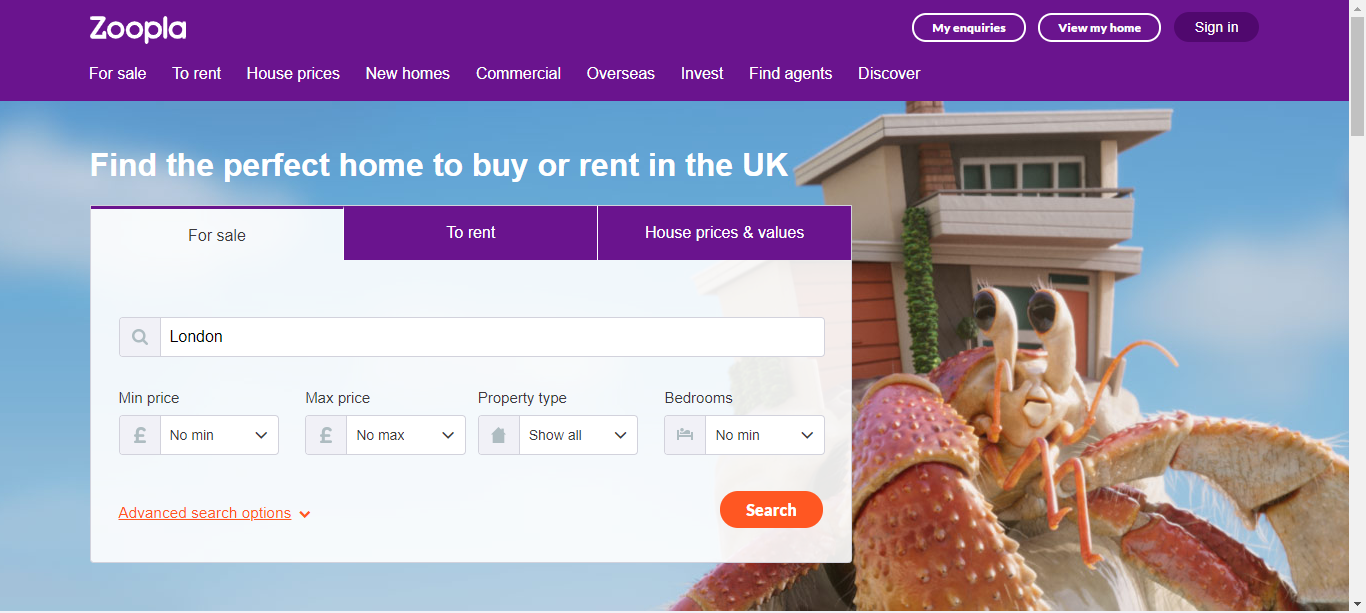 Zoopla
My enquiries
View my home
Sign in
For sale To rent House prices New homes Commercial Overseas Invest Find agents Discover
Find the perfect home to buy or rent in the UK
For sale
To rent
House prices & values
London
Min price
Max price
Property type
Bedrooms
£ No min
£ No max
Show all
No min
Advanced search options
Search